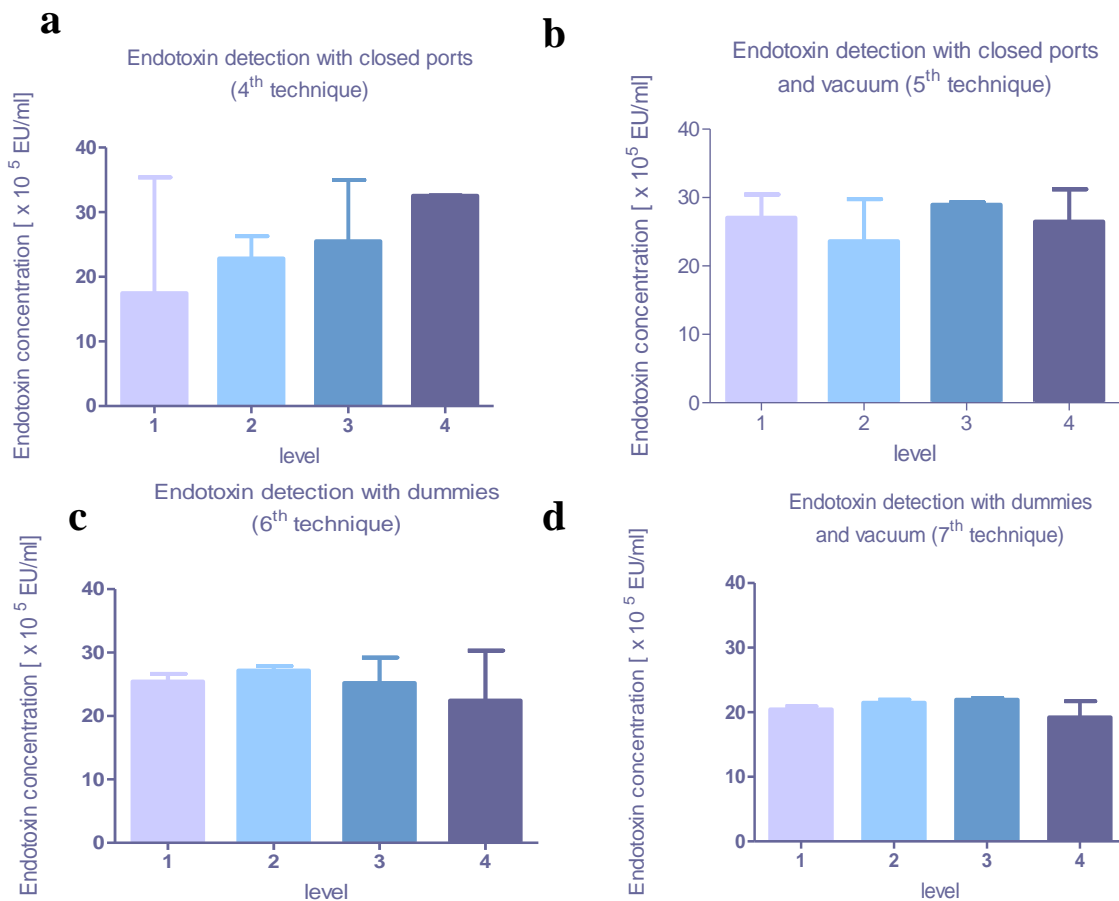 a
Endotoxin detection with closed ports
(4th technique)
Endotoxin concentration [ x 10 5 EU/ml]
40
30
20
10
0
1 2 3 4
level
b
Endotoxin detection with closed ports
and vacuum (5th technique)
Endotoxin concentration [ x 105 EU/ml]
40
30
20
10
0
1 2 3 4
level
c
Endotoxin detection with dummies
(6th technique)
Endotoxin concentration [ x 10 5 EU/ml]
40
30
20
10
0
1 2 3 4
level
d
Endotoxin detection with dummies
and vacuum (7th technique)
Endotoxin concentration [ x 10 5 EU/ml]
40
30
20
10
0
1 2 3 4
level